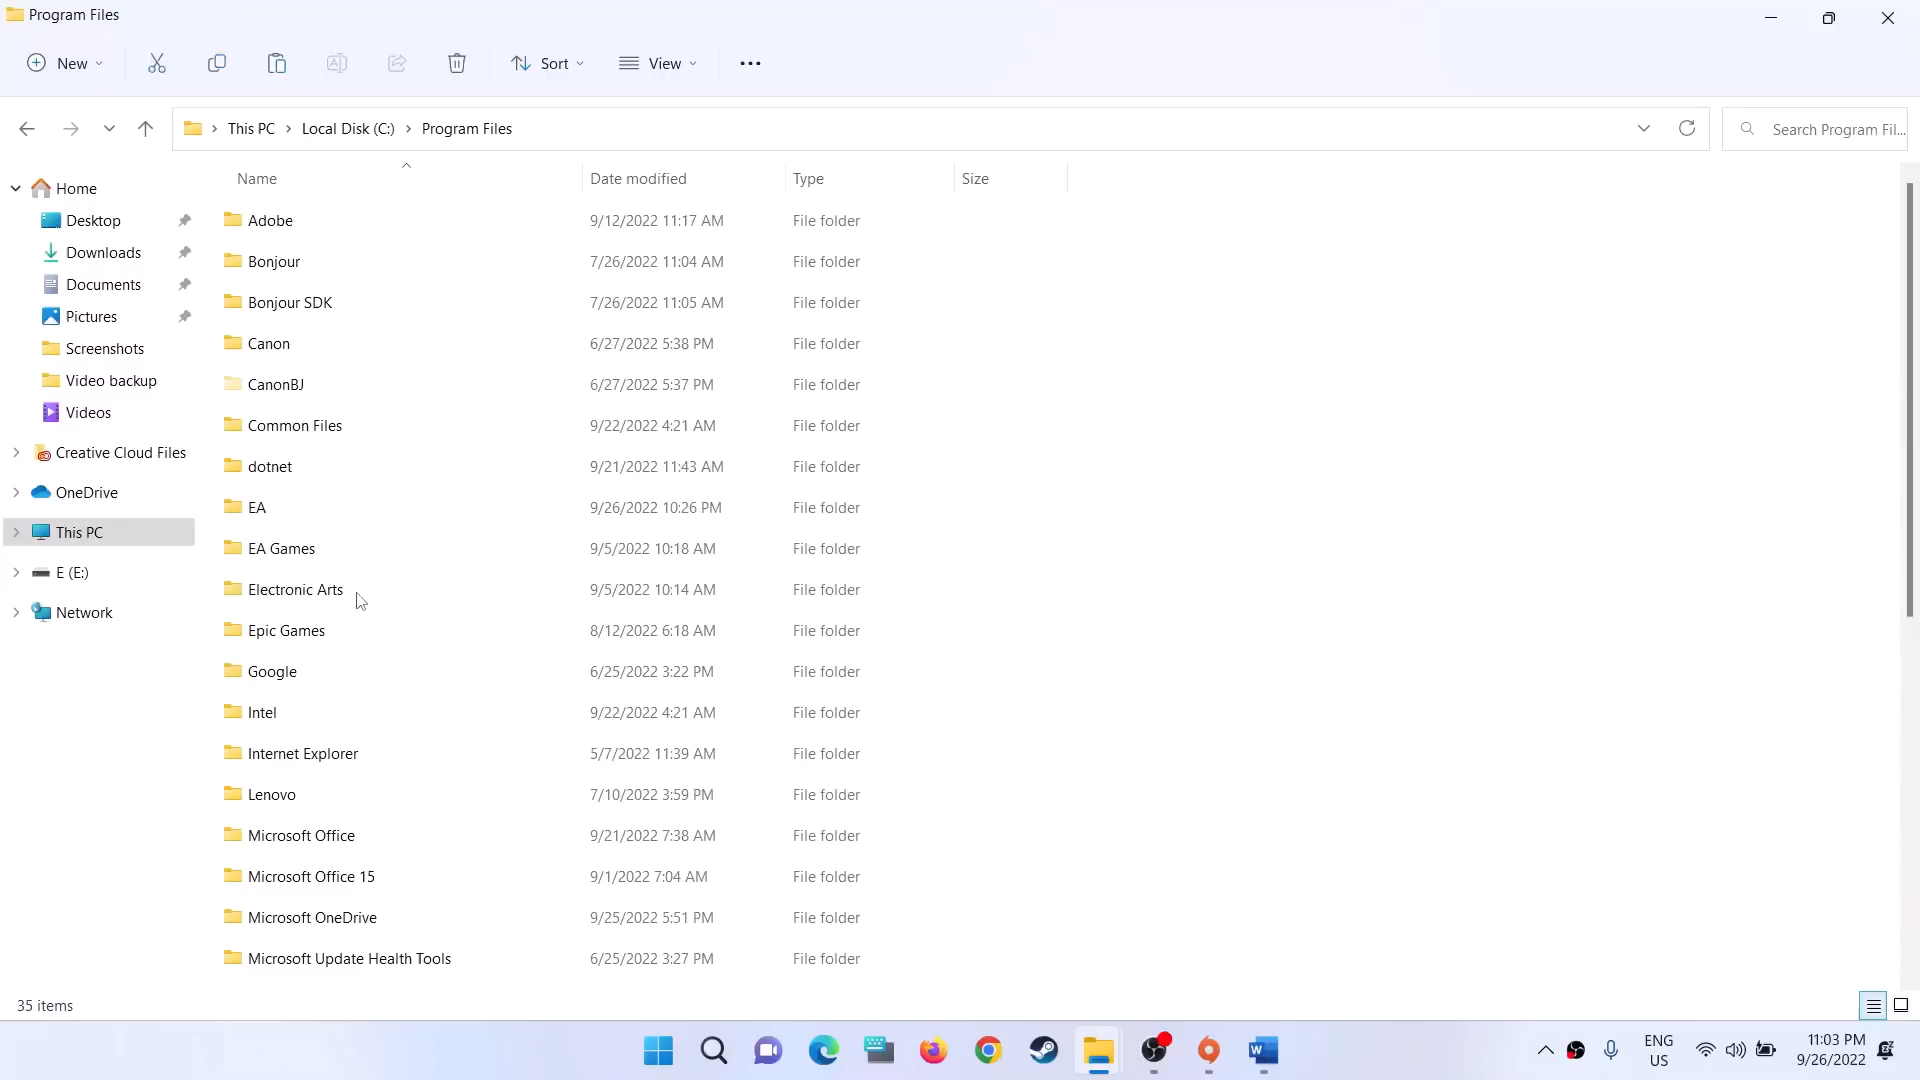 Program Files
New
Sort
View
This PC
Local Disk (C:)
Program Files
Search Program Fil...
Home
Desktop
Downloads
Documents
Pictures
Screenshots
Video backup
Videos
Creative Cloud Files
OneDrive
This PC
E (E:)
Network
Name Date modified Type Size
Adobe 9/12/2022 11:17 AM File folder
Bonjour 7/26/2022 11:04 AM File folder
Bonjour SDK 7/26/2022 11:05 AM File folder
Canon 6/27/2022 5:38 PM File folder
CanonBJ 6/27/2022 5:37 PM File folder
Common Files 9/22/2022 4:21 AM File folder
dotnet 9/21/2022 11:43 AM File folder
EA 9/26/2022 10:26 PM File folder
EA Games 9/5/2022 10:18 AM File folder
Electronic Arts 9/5/2022 10:14 AM File folder
Epic Games 8/12/2022 6:18 AM File folder
Google 6/25/2022 3:22 PM File folder
Intel 9/22/2022 4:21 AM File folder
Internet Explorer 5/7/2022 11:39 AM File folder
Lenovo 7/10/2022 3:59 PM File folder
Microsoft Office 9/21/2022 7:38 AM File folder
Microsoft Office 15 9/1/2022 7:04 AM File folder
Microsoft OneDrive 9/25/2022 5:51 PM File folder
Microsoft Update Health Tools 6/25/2022 3:27 PM File folder
35 items
ENG
US
11:03 PM
9/26/2022